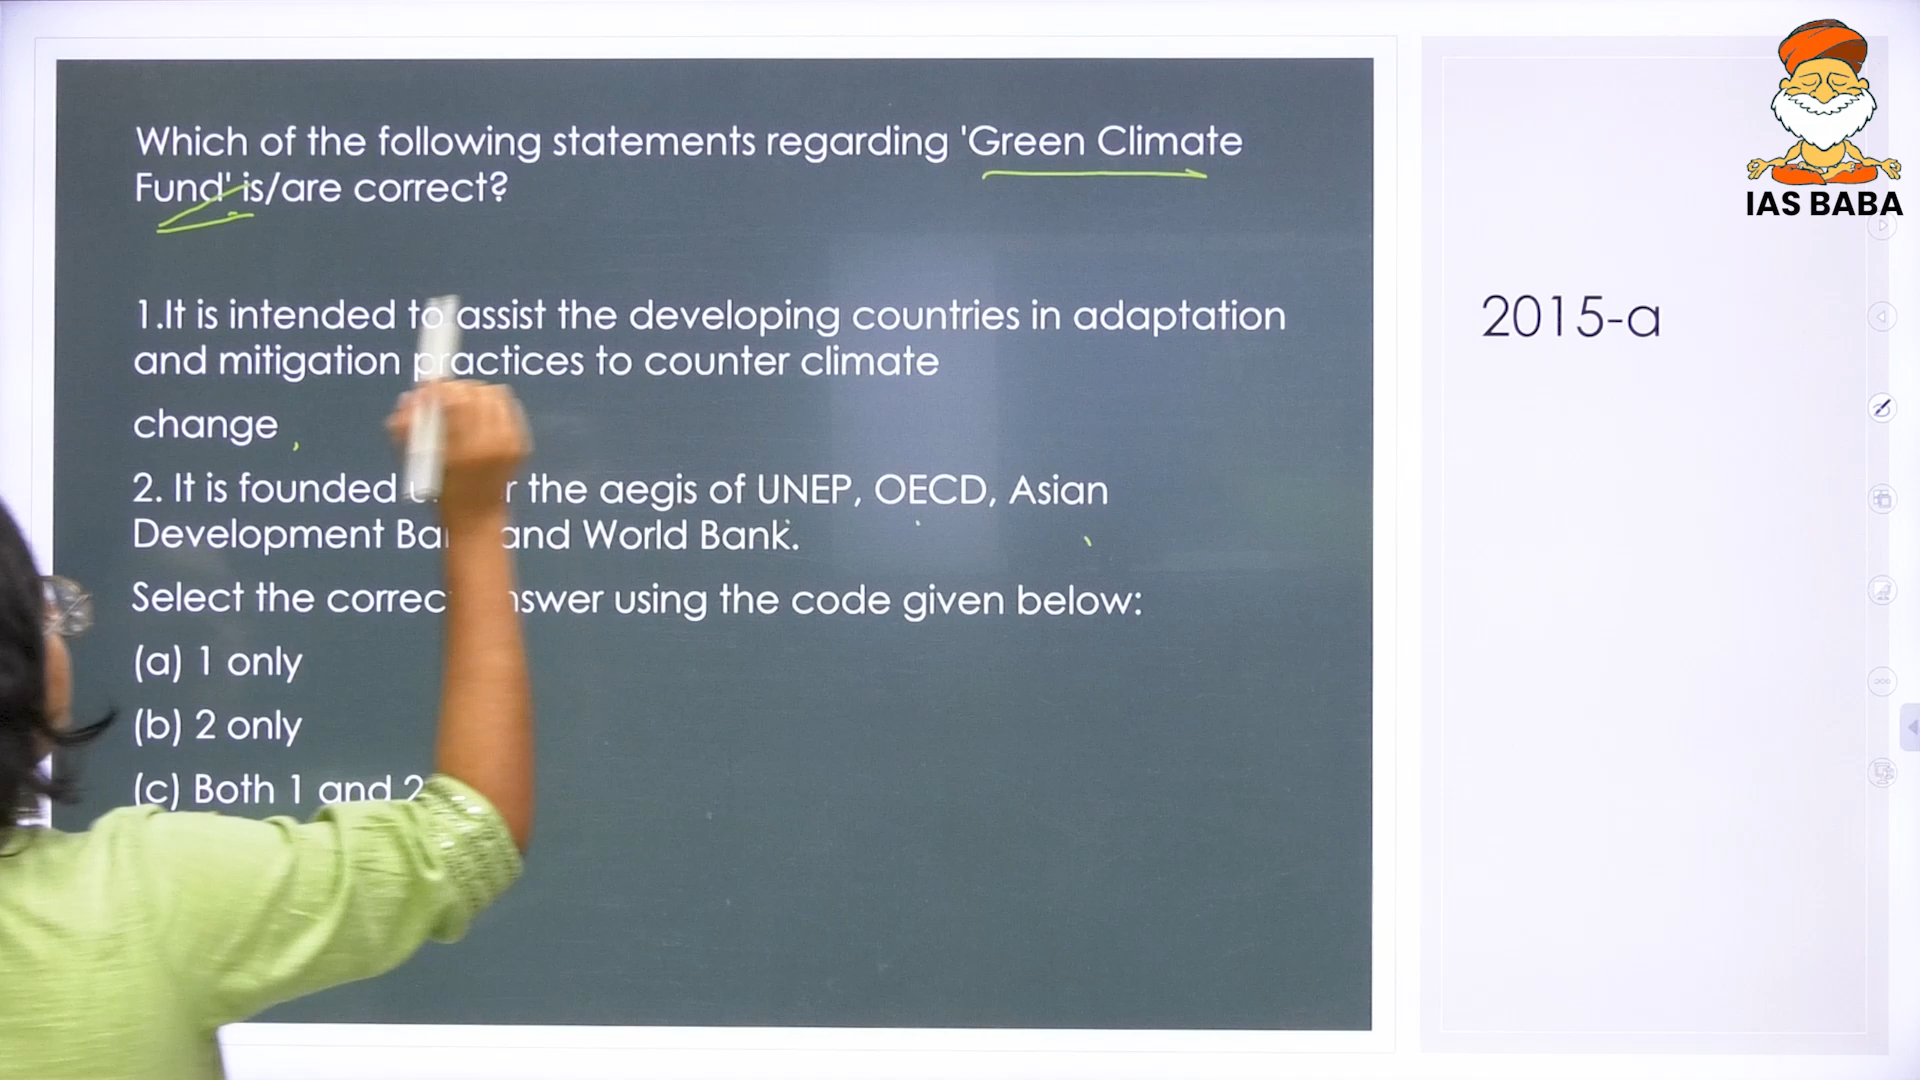 Which of the following statements regarding 'Green Climate
Fund' is/are correct?
1.It is intended to assist the developing countries in adaptation
and mitigation practices to counter climate
change
2. It is founded the aegis of UNEP, OECD, Asian
Development and World Bank.
Select the using the code given below:
(a) 1 only
(b) 2 only
(c) Both 1 and 2
2015-a
IAS BABA